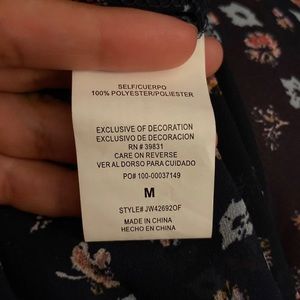 SELF/CUERPO
100% POLYESTER/POLIESTER
EXCLUSIVE OF DECORATION
EXCLUSIVO DE DECORACION
RN # 39831
CARE ON REVERSE
VER AL DORSO PARA CUIDADO
PO# 100-00037149
M
STYLE# JW42692OF
MADE IN CHINA
HECHO EN CHINA